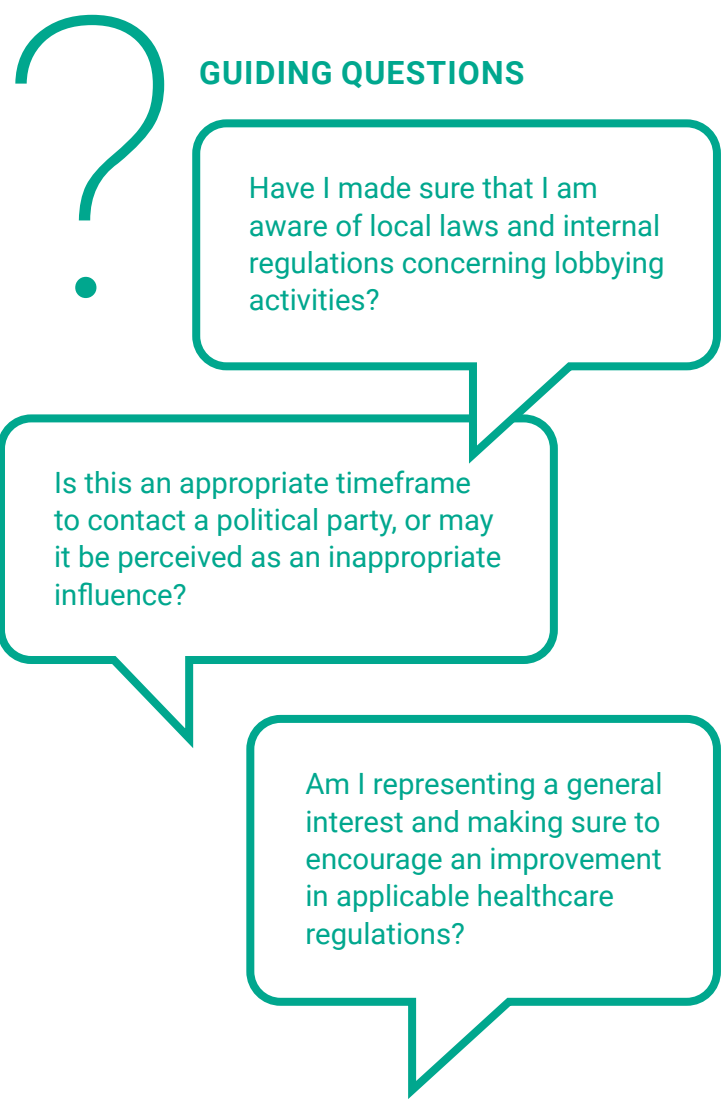 GUIDING QUESTIONS
Have I made sure that I am
aware of local laws and internal
regulations concerning lobbying
activities?
Is this an appropriate timeframe
to contact a political party, or may
it be perceived as an inappropriate
influence?
Am I representing a general
interest and making sure to
encourage an improvement
in applicable healthcare
regulations?